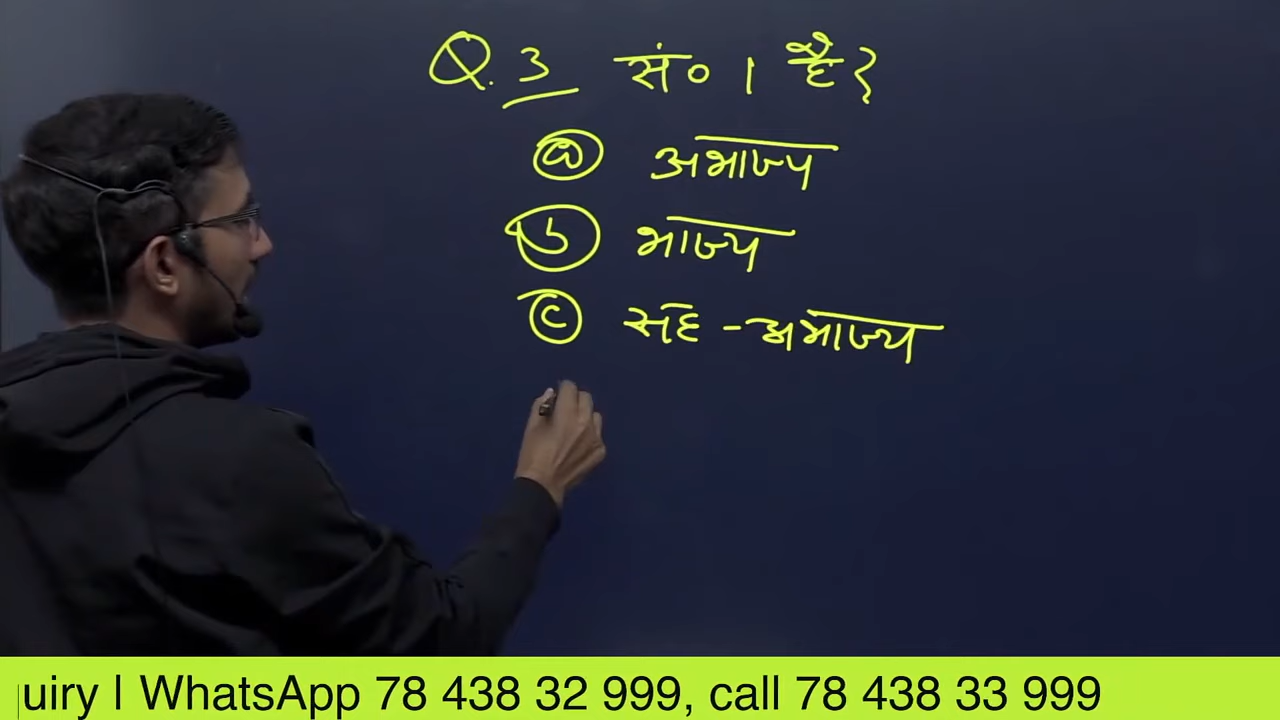 Q. 3 सं० 1 है?
(a) अभाज्य
(b) भाज्य
(c) सह - अभाज्य
uiry | WhatsApp 78 438 32 999, call 78 438 33 999